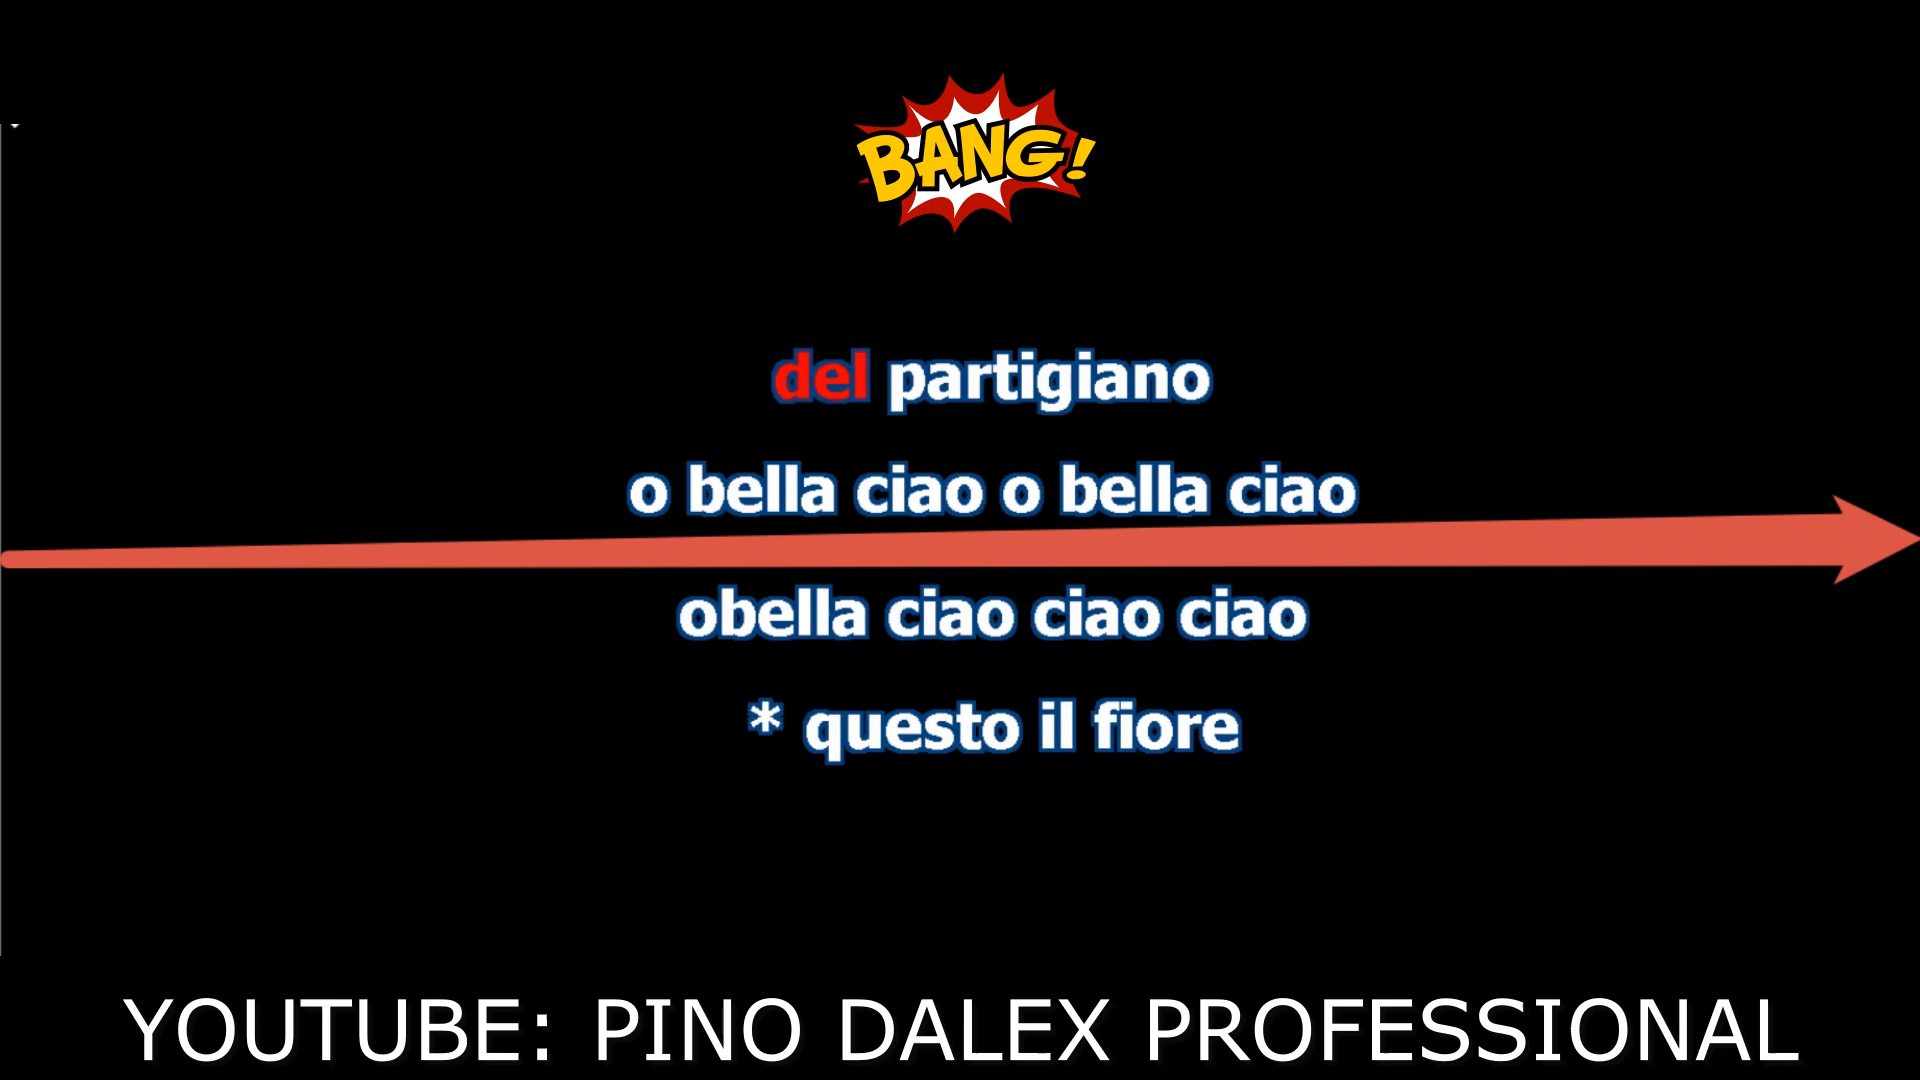 BANG!
del partigiano
o bella ciao o bella ciao
obella ciao ciao ciao
* questo il fiore
YOUTUBE: PINO DALEX PROFESSIONAL